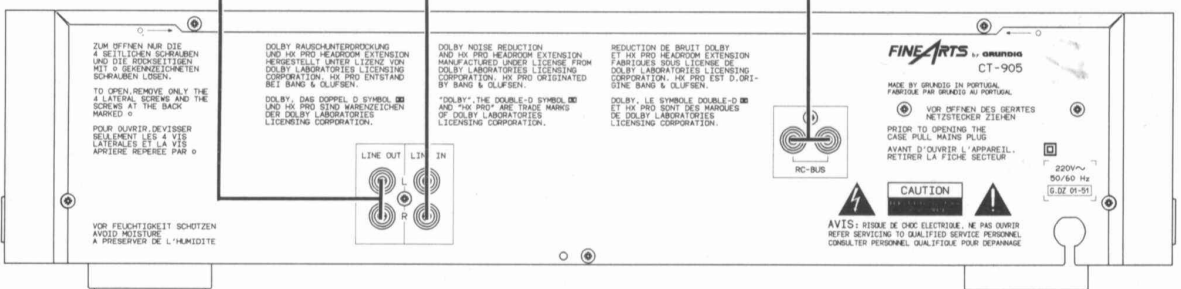 ZUM ÖFFNEN NUR DIE
4 SEITLICHEN SCHRAUBEN
UND DIE RÖCKSEITIGEN
MIT o GEKENNZEICHNETEN
SCHRAUBEN LÖSEN.
TO OPEN,REMOVE ONLY THE
4 LATERAL SCREWS AND THE
SCREWS AT THE BACK
MARKED o
POUR OUVRIR,DEVISSER
SEULEMENT LES 4 VIS
LATERALES ET LA VIS
APRIERE REPEREE PAR o
VOR FEUCHTIGKEIT SCHÖTZEN
AVOID MOISTURE
A PRESERVER DE L'HUMIDITE
DOLBY RAUSCHUNTERDRÖCKUNG
UND HX PRO HEADROOM EXTENSION
HERGESTELLT UNTER LIZENZ VON
DOLBY LABORATORIES LICENSING
CORPORATION. HX PRO ENTSTAND
BEI BANG & OLUFSEN.
DOLBY, DAS DOPPEL D SYMBOL
UND HX PRO SIND WARENZEICHEN
DER DOLBY LABORATORIES
LICENSING CORPORATION.
DOLBY NOISE REDUCTION
AND HX PRO HEADROOM EXTENSION
MANUFACTURED UNDER LICENSE FROM
DOLBY LABORATORIES LICENSING
CORPORATION. HX PRO ORIGINATED
BY BANG & OLUFSEN.
"DOLBY",THE DOUBLE-D SYMBOL
AND "HX PRO" ARE TRADE MARKS
OF DOLBY LABORATORIES
LICENSING CORPORATION.
REDUCTION DE BRUIT DOLBY
ET HX PRO HEADROOM EXTENSION
FABRIQUES SOUS LICENSE DE
DOLBY LABORATORIES LICENSING
CORPORATION. HX PRO EST D.ORI-
GINE BANG & OLUFSEN.
DOLBY, LE SYMBOLE DOUBLE-D
ET HX PRO SONT DES MARQUES
DE DOLBY LABORATORIES
LICENSING CORPORATION.
LINE OUT LINE IN
L
R
RC-BUS
FINE ARTS by GRUNDIG
CT-905
MADE BY GRUNDIG IN PORTUGAL
FABRIQUE PAR GRUNDIG AU PORTUGAL
VOR ÖFFNEN DES GERÄTES
NETZSTECKER ZIEHEN
PRIOR TO OPENING THE
CASE PULL MAINS PLUG
AVANT D'OUVRIR L'APPAREIL,
RETIRER LA FICHE SECTEUR
220V~
50/60 Hz
G.DZ 01-51
CAUTION
AVIS: RISQUE DE CHOC ELECTRIQUE, NE PAS OUVRIR
REFER SERVICING TO QUALIFIED SERVICE PERSONNEL
CONSULTER PERSONNEL QUALIFIQUE POUR DEPANNAGE